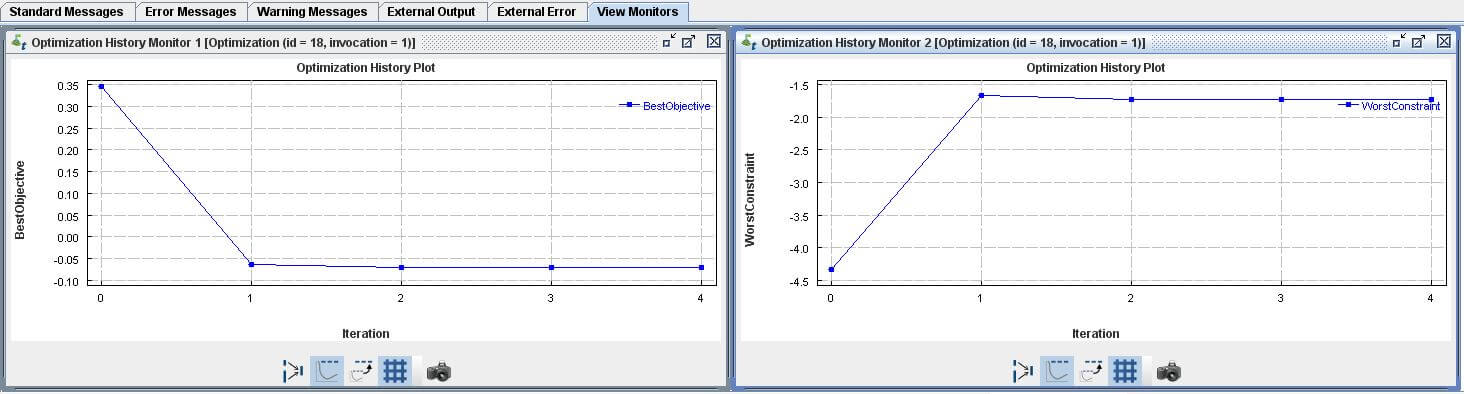 Standard Messages Error Messages Warning Messages External Output External Error View Monitors
Optimization History Monitor 1 [Optimization (id = 18, invocation = 1)]
Optimization History Plot
BestObjective
0.35
0.30
0.25
0.20
0.15
0.10
0.05
0.00
-0.05
-0.10
BestObjective
0 1 2 3 4
Iteration
Optimization History Monitor 2 [Optimization (id = 18, invocation = 1)]
Optimization History Plot
WorstConstraint
-1.5
-2.0
-2.5
-3.0
-3.5
-4.0
-4.5
WorstConstraint
0 1 2 3 4
Iteration